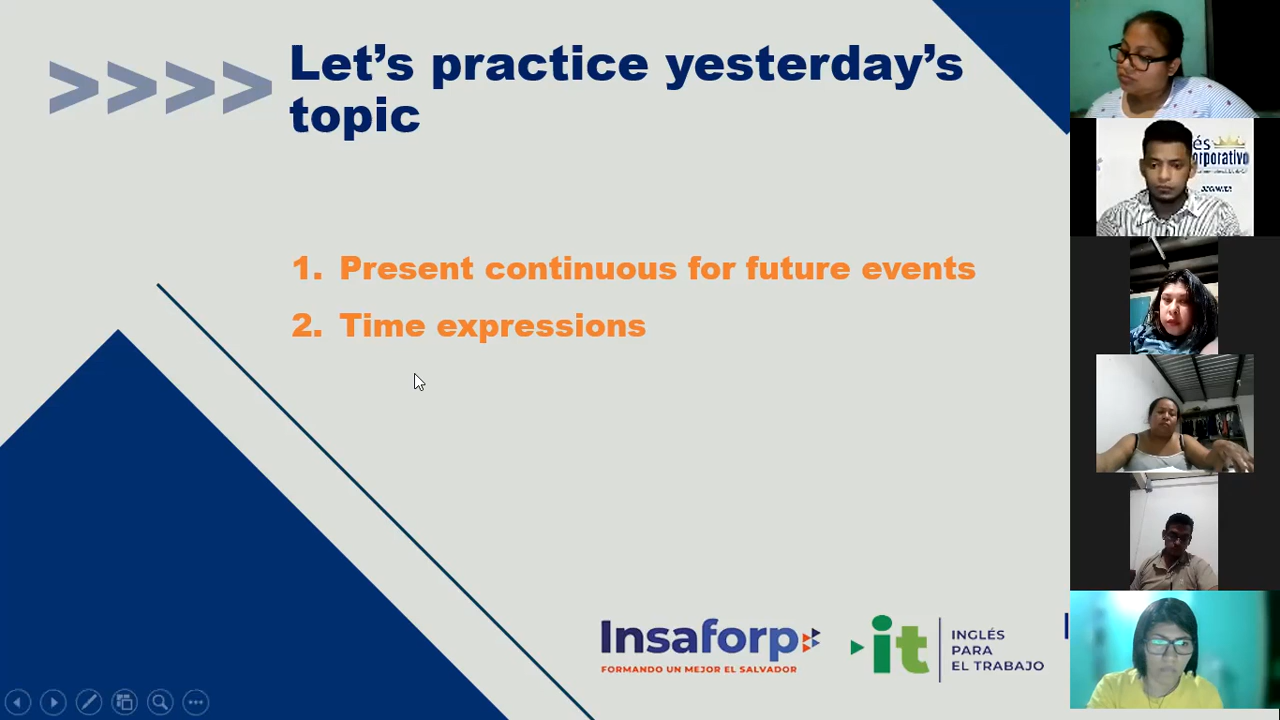 >>>> Let's practice yesterday's
topic
1. Present continuous for future events
2. Time expressions
Insaforp
FORMANDO UN MEJOR EL SALVADOR
it
INGLÉS
PARA
EL TRABAJO